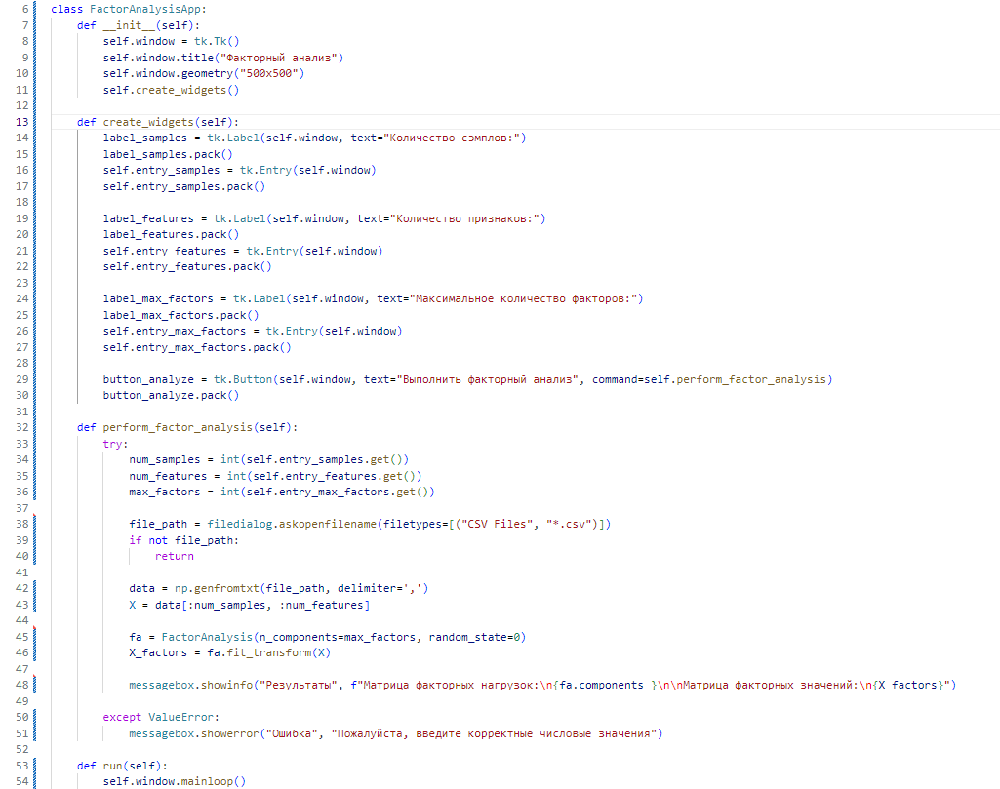 6 class FactorAnalysisApp:
7 def __init__(self):
8 self.window = tk.Tk()
9 self.window.title("Факторный анализ")
10 self.window.geometry("500x500")
11 self.create_widgets()
12
13 def create_widgets(self):
14 label_samples = tk.Label(self.window, text="Количество сэмплов:")
15 label_samples.pack()
16 self.entry_samples = tk.Entry(self.window)
17 self.entry_samples.pack()
18
19 label_features = tk.Label(self.window, text="Количество признаков:")
20 label_features.pack()
21 self.entry_features = tk.Entry(self.window)
22 self.entry_features.pack()
23
24 label_max_factors = tk.Label(self.window, text="Максимальное количество факторов:")
25 label_max_factors.pack()
26 self.entry_max_factors = tk.Entry(self.window)
27 self.entry_max_factors.pack()
28
29 button_analyze = tk.Button(self.window, text="Выполнить факторный анализ", command=self.perform_factor_analysis)
30 button_analyze.pack()
31
32 def perform_factor_analysis(self):
33 try:
34 num_samples = int(self.entry_samples.get())
35 num_features = int(self.entry_features.get())
36 max_factors = int(self.entry_max_factors.get())
37
38 file_path = filedialog.askopenfilename(filetypes=[("CSV Files", "*.csv")])
39 if not file_path:
40 return
41
42 data = np.genfromtxt(file_path, delimiter=',')
43 X = data[:num_samples, :num_features]
44
45 fa = FactorAnalysis(n_components=max_factors, random_state=0)
46 X_factors = fa.fit_transform(X)
47
48 messagebox.showinfo("Результаты", f"Матрица факторных нагрузок:\n{fa.components_}\n\nМатрица факторных значений:\n{X_factors}")
49
50 except ValueError:
51 messagebox.showerror("Ошибка", "Пожалуйста, введите корректные числовые значения")
52
53 def run(self):
54 self.window.mainloop()